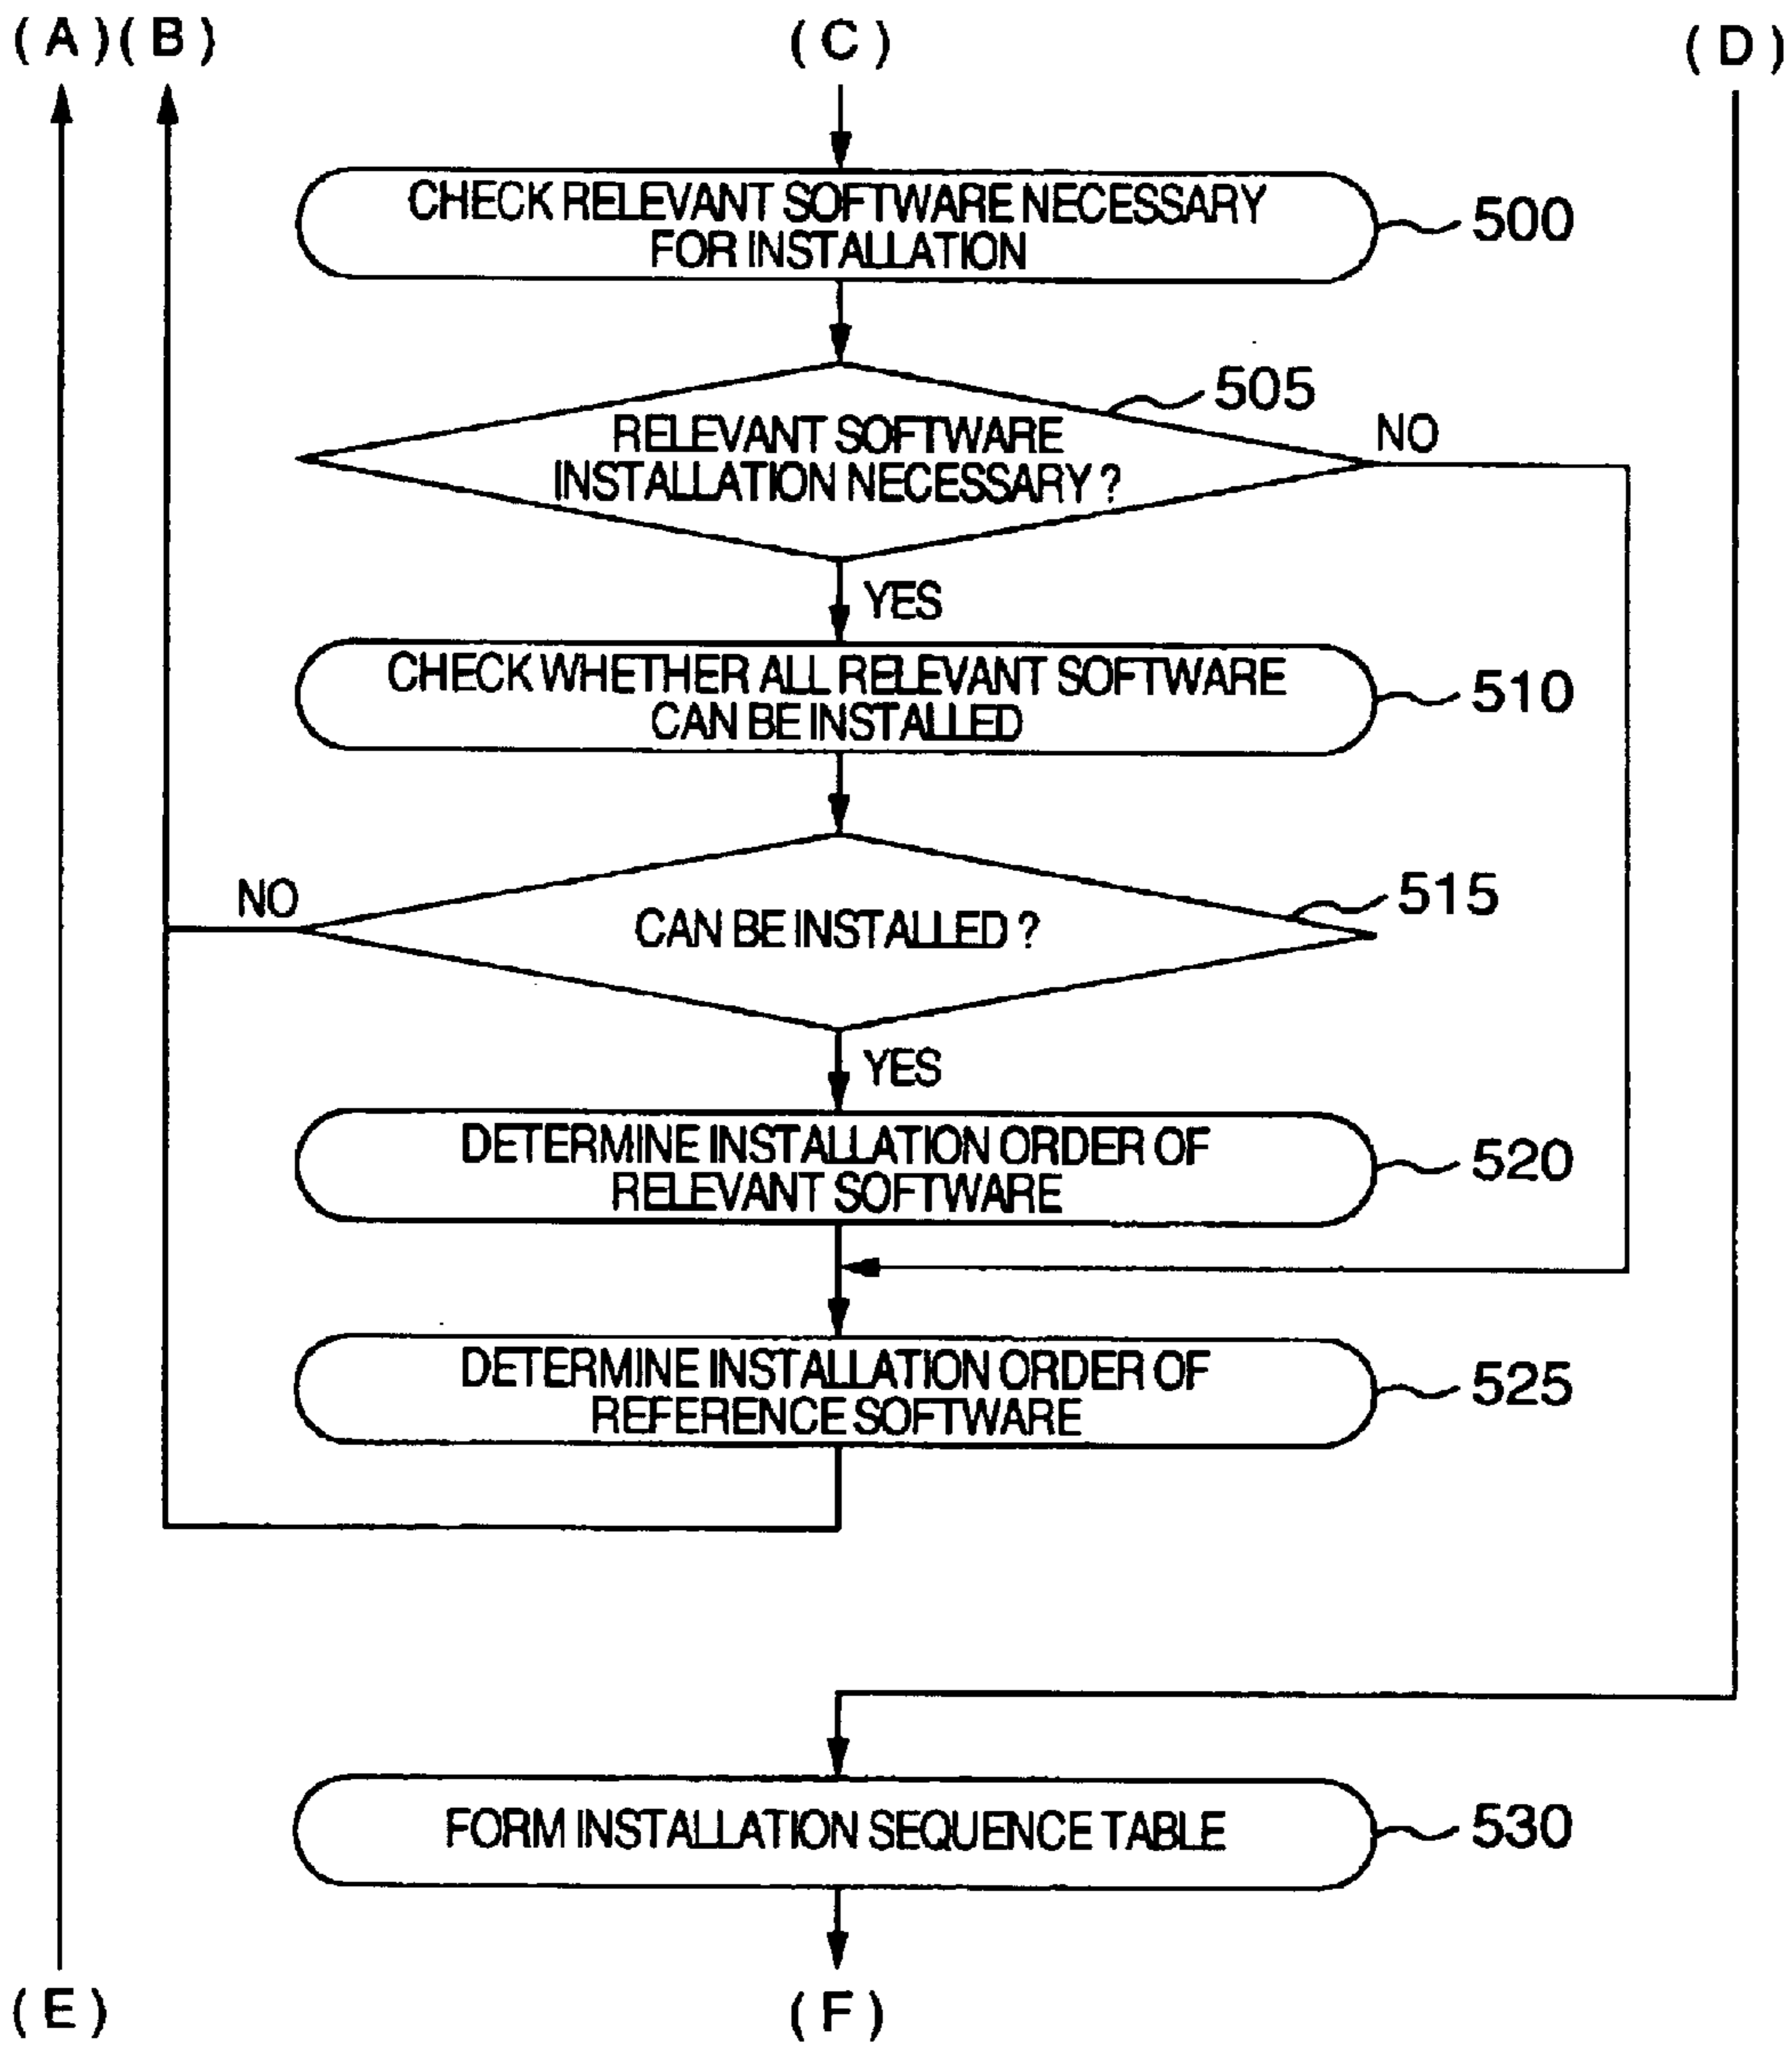 (A)(B)
(C)
(D)
CHECK RELEVANT SOFTWARE NECESSARY
FOR INSTALLATION
500
505
RELEVANT SOFTWARE
INSTALLATION NECESSARY ?
NO
YES
CHECK WHETHER ALL RELEVANT SOFTWARE
CAN BE INSTALLED
510
NO
515
CAN BE INSTALLED ?
YES
DETERMINE INSTALLATION ORDER OF
RELEVANT SOFTWARE
520
DETERMINE INSTALLATION ORDER OF
REFERENCE SOFTWARE
525
FORM INSTALLATION SEQUENCE TABLE
530
(E)
(F)